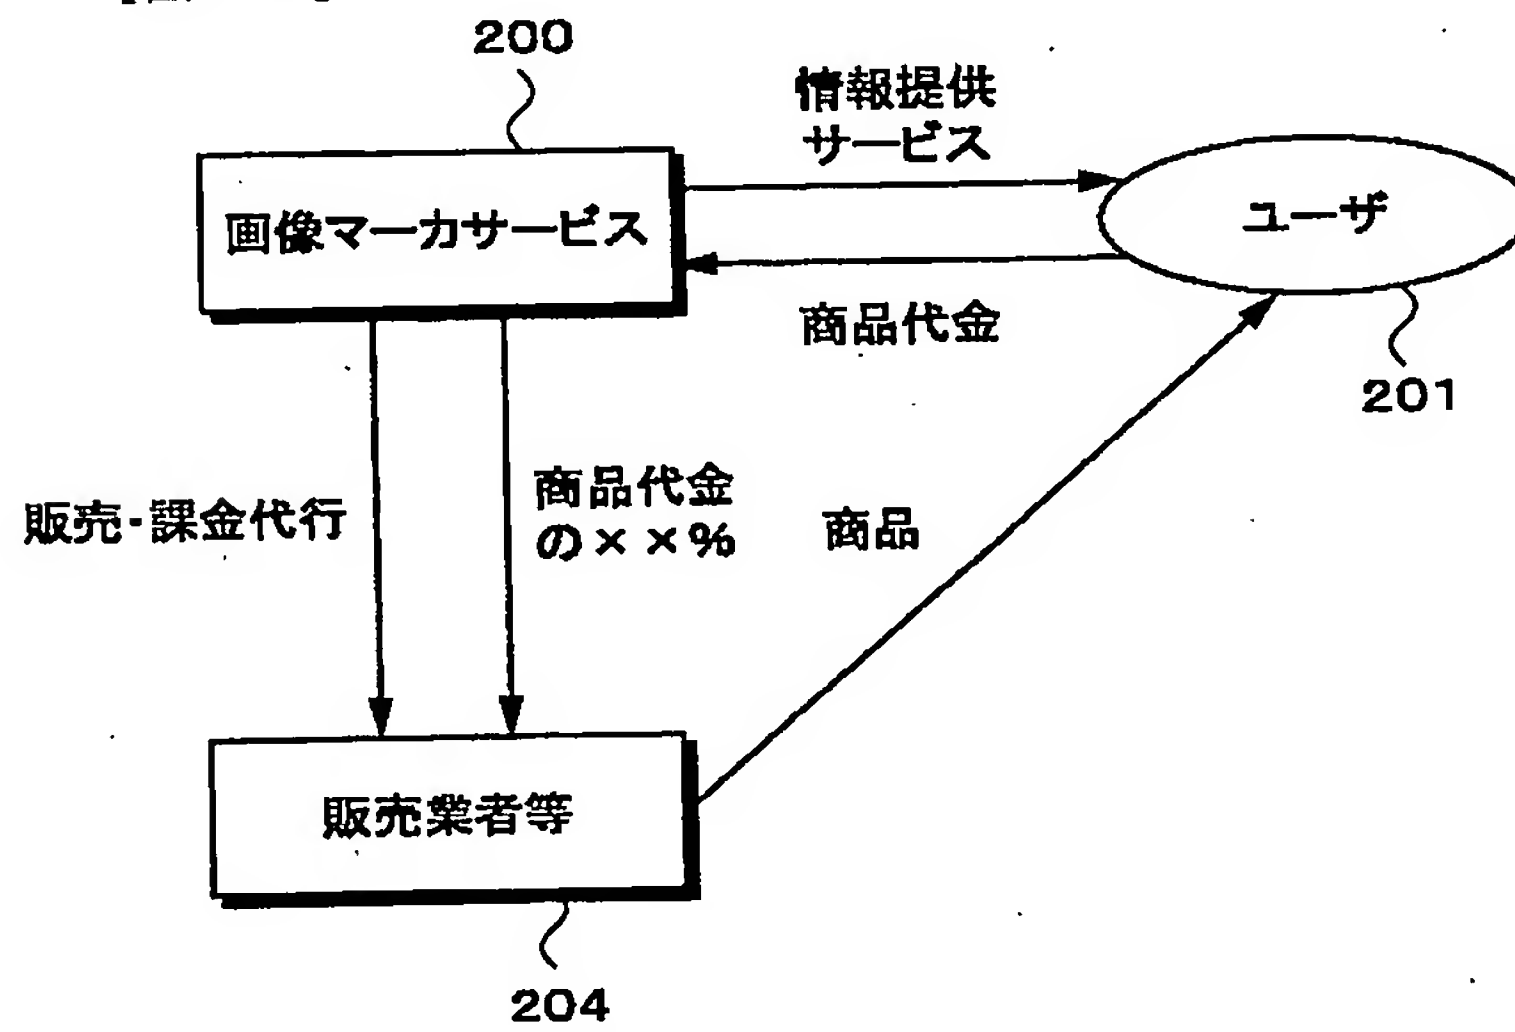 200
情報提供
サービス
画像マーカサービス
ユーザ
商品代金
201
販売・課金代行
商品代金
の××%
商品
販売業者等
204